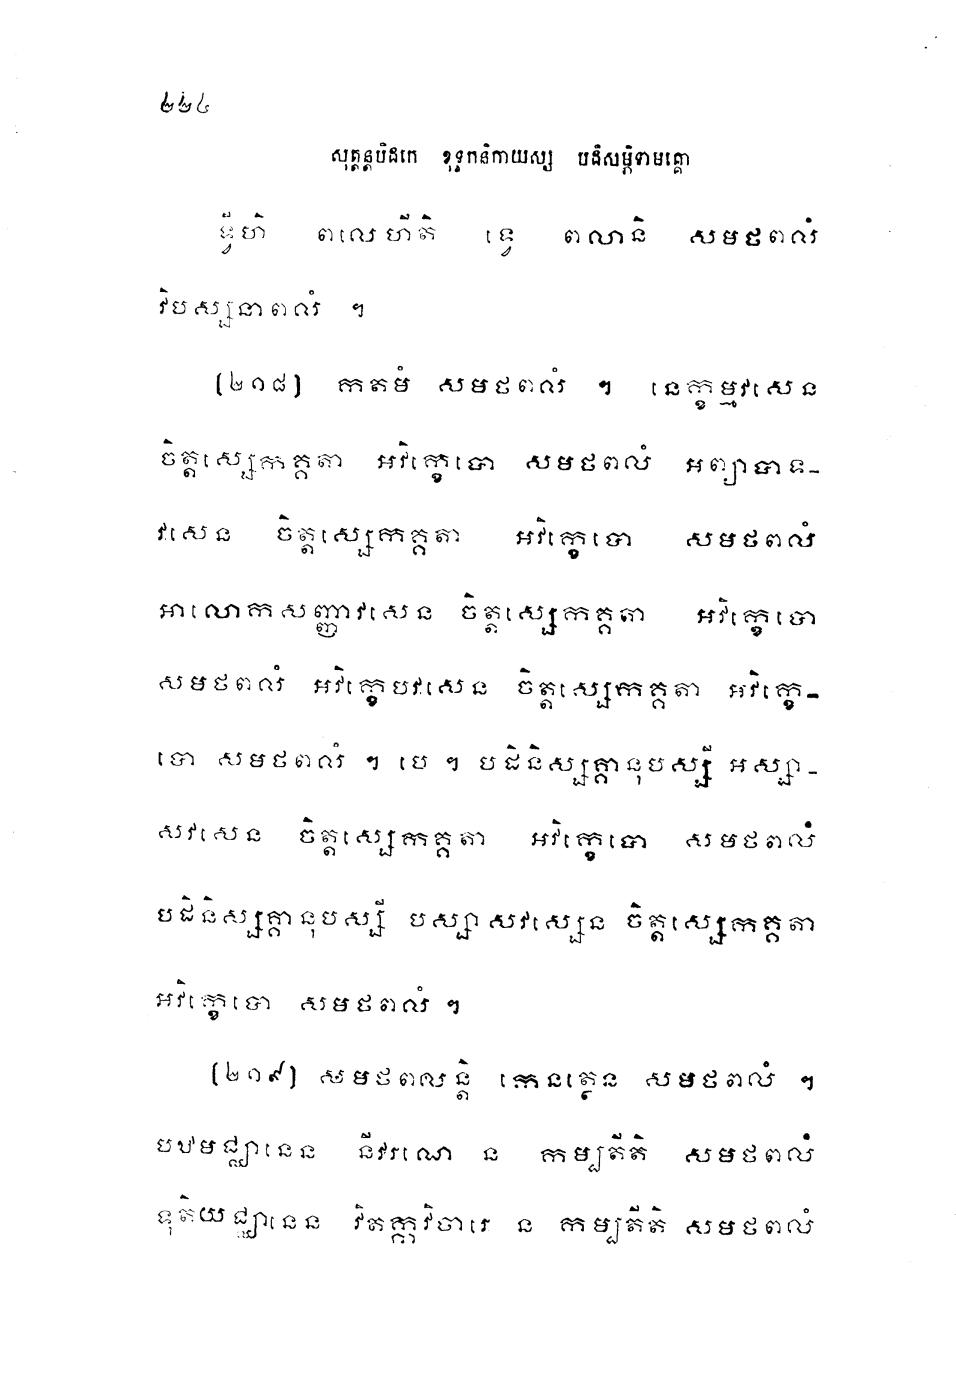 ២២៤
សុត្តន្តបិដកេ ខុទ្ទកនិកាយស្ស បដិសម្ភិទាមគ្គោ
ទ្វីហិ ពលេហីតិ ទ្វេ ពលានិ សមថពលំ
វិបស្សនាពលំ ។
(២១៨) កតមំ សមថពលំ ។ នេក្ខម្មវសេន
ចិត្តស្សេកគ្គតា អវិក្ខេបោ សមថពលំ អព្យាបាទ-
វសេន ចិត្តស្សេកគ្គតា អវិក្ខេបោ សមថពលំ
អាលោកសញ្ញាវសេន ចិត្តស្សេកគ្គតា អវិក្ខេបោ
សមថពលំ អវិក្ខេបវសេន ចិត្តស្សេកគ្គតា អវិក្ខេ-
បោ សមថពលំ ។ បេ ។ បដិនិស្សគ្គានុបស្សី អស្សា-
សវសេន ចិត្តស្សេកគ្គតា អវិក្ខេបោ សមថពលំ
បដិនិស្សគ្គានុបស្សី បស្សាសវស្សេន ចិត្តស្សេកគ្គតា
អវិក្ខេបោ សមថពលំ ។
(២១៩) សមថពលន្តិ កេនត្ថេន សមថពលំ ។
បឋមជ្ឈានេន នីវរណេ ន កម្បតីតិ សមថពលំ
ទុតិយជ្ឈានេន វិតក្កវិចារេ ន កម្បតីតិ សមថពលំ